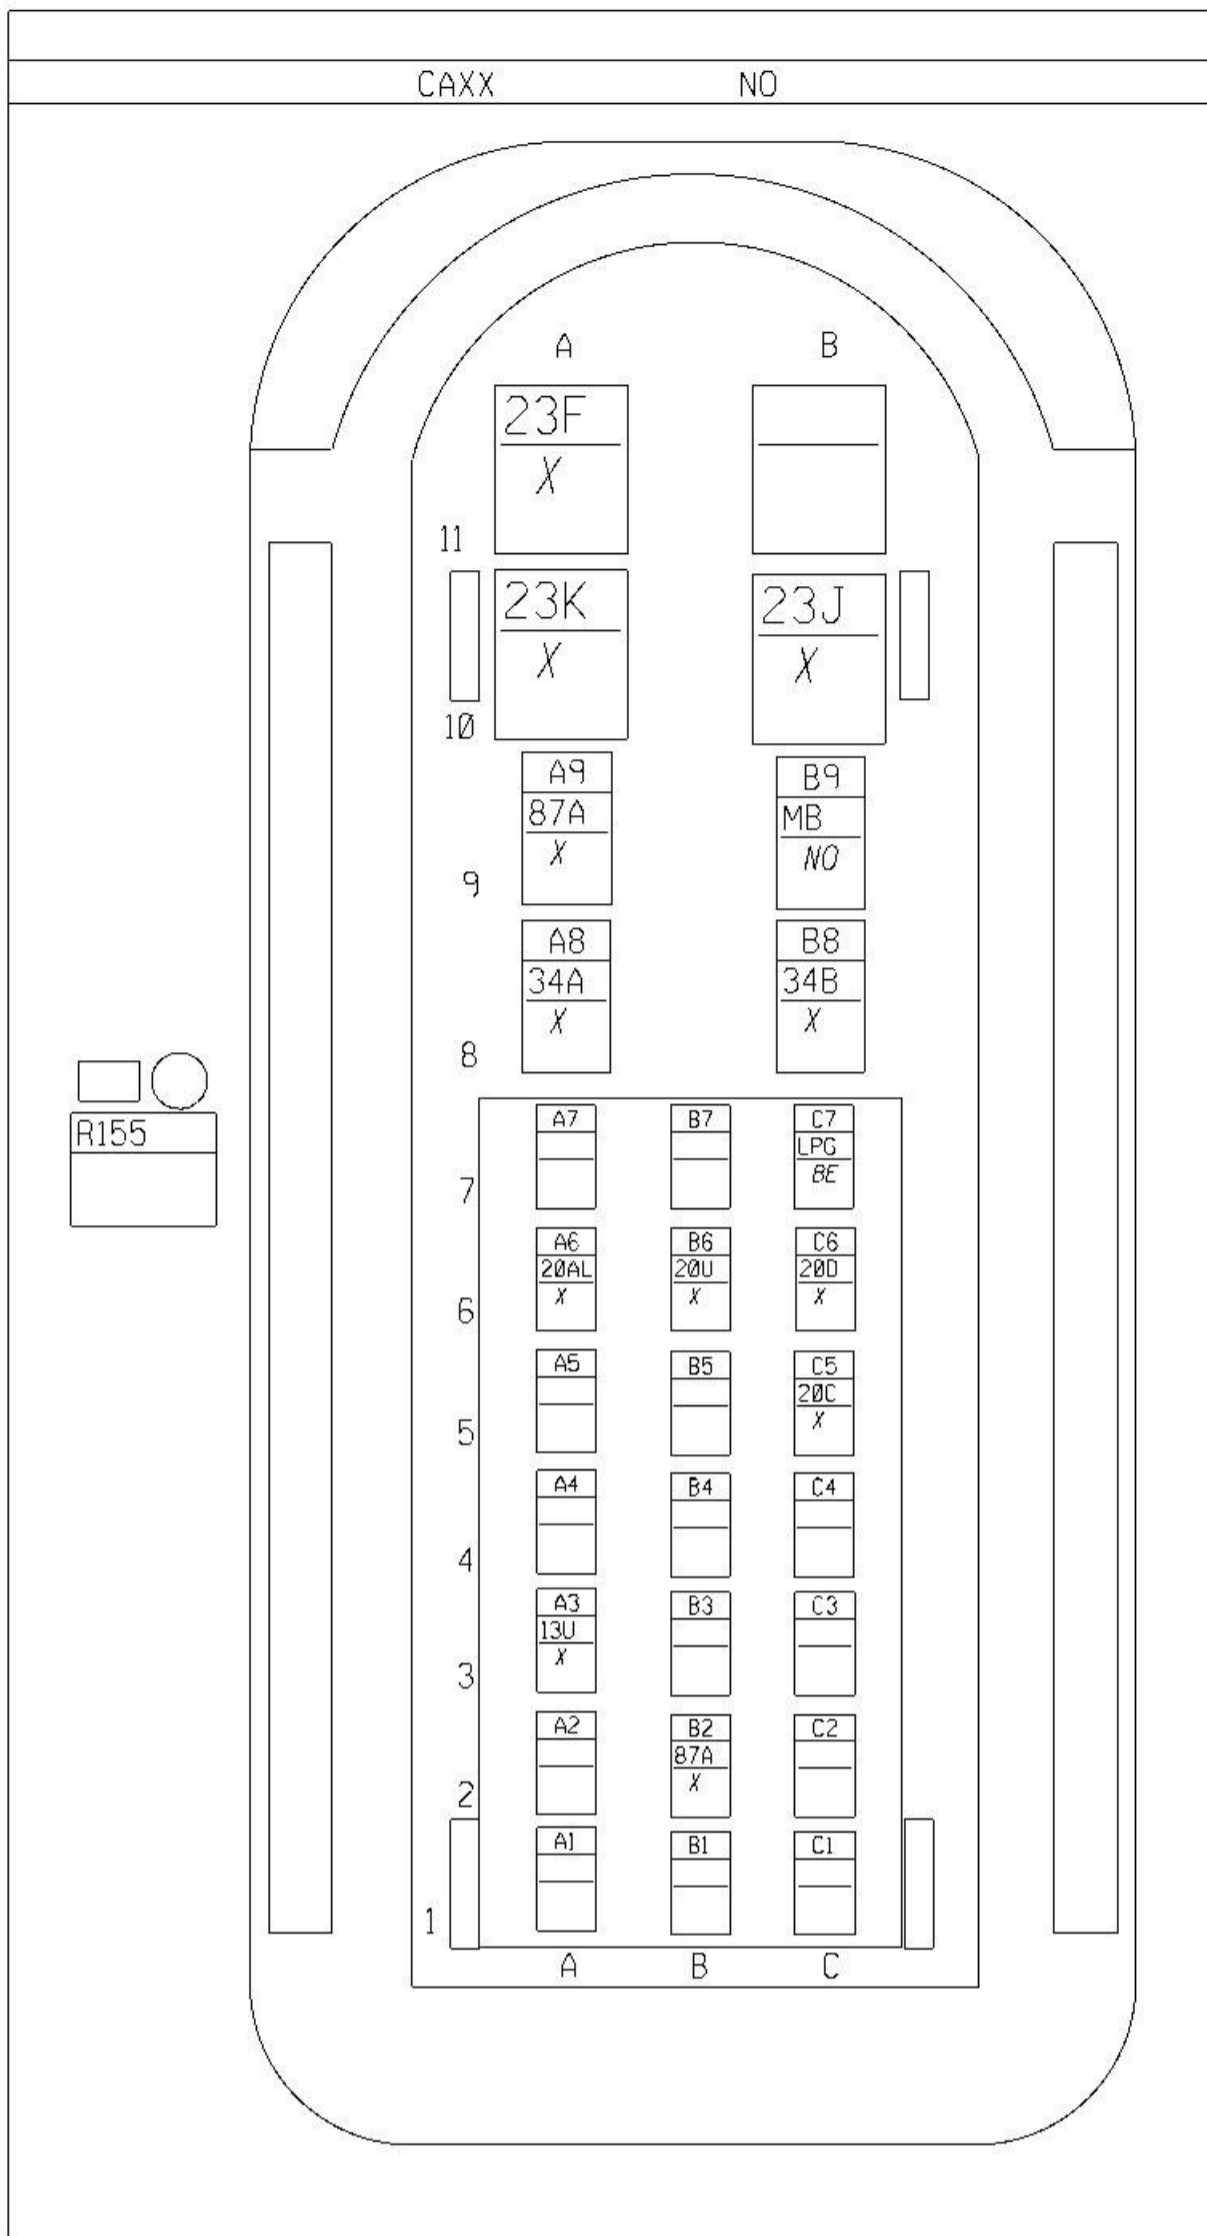 CAXX NO
A B
23F
X
11
23K 23J
X X
10
A9 B9
87A MB
X NO
9
A8 B8
34A 34B
X X
8
R155
A7 B7 C7
LPG
BE
7
A6 B6 C6
20AL 20U 20D
X X X
6
A5 B5 C5
20C
X
5
A4 B4 C4
4
A3 B3 C3
13U
X
3
A2 B2 C2
87A
X
2
A1 B1 C1
1
A B C